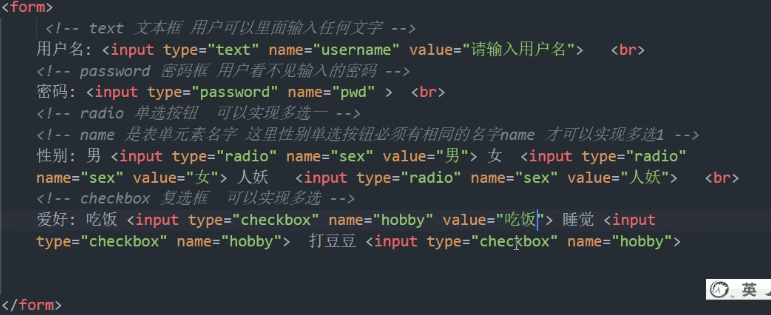 <form>
<!-- text 文本框 用户可以里面输入任何文字 -->
用户名: <input type="text" name="username" value="请输入用户名"> <br>
<!-- password 密码框 用户看不见输入的密码 -->
密码: <input type="password" name="pwd" > <br>
<!-- radio 单选按钮 可以实现多选一 -->
<!-- name 是表单元素名字 这里性别单选按钮必须有相同的名字name 才可以实现多选1 -->
性别: 男 <input type="radio" name="sex" value="男"> 女 <input type="radio"
name="sex" value="女"> 人妖 <input type="radio" name="sex" value="人妖"> <br>
<!-- checkbox 复选框 可以实现多选 -->
爱好: 吃饭 <input type="checkbox" name="hobby" value="吃饭"> 睡觉 <input
type="checkbox" name="hobby"> 打豆豆 <input type="checkbox" name="hobby">
英
</form>